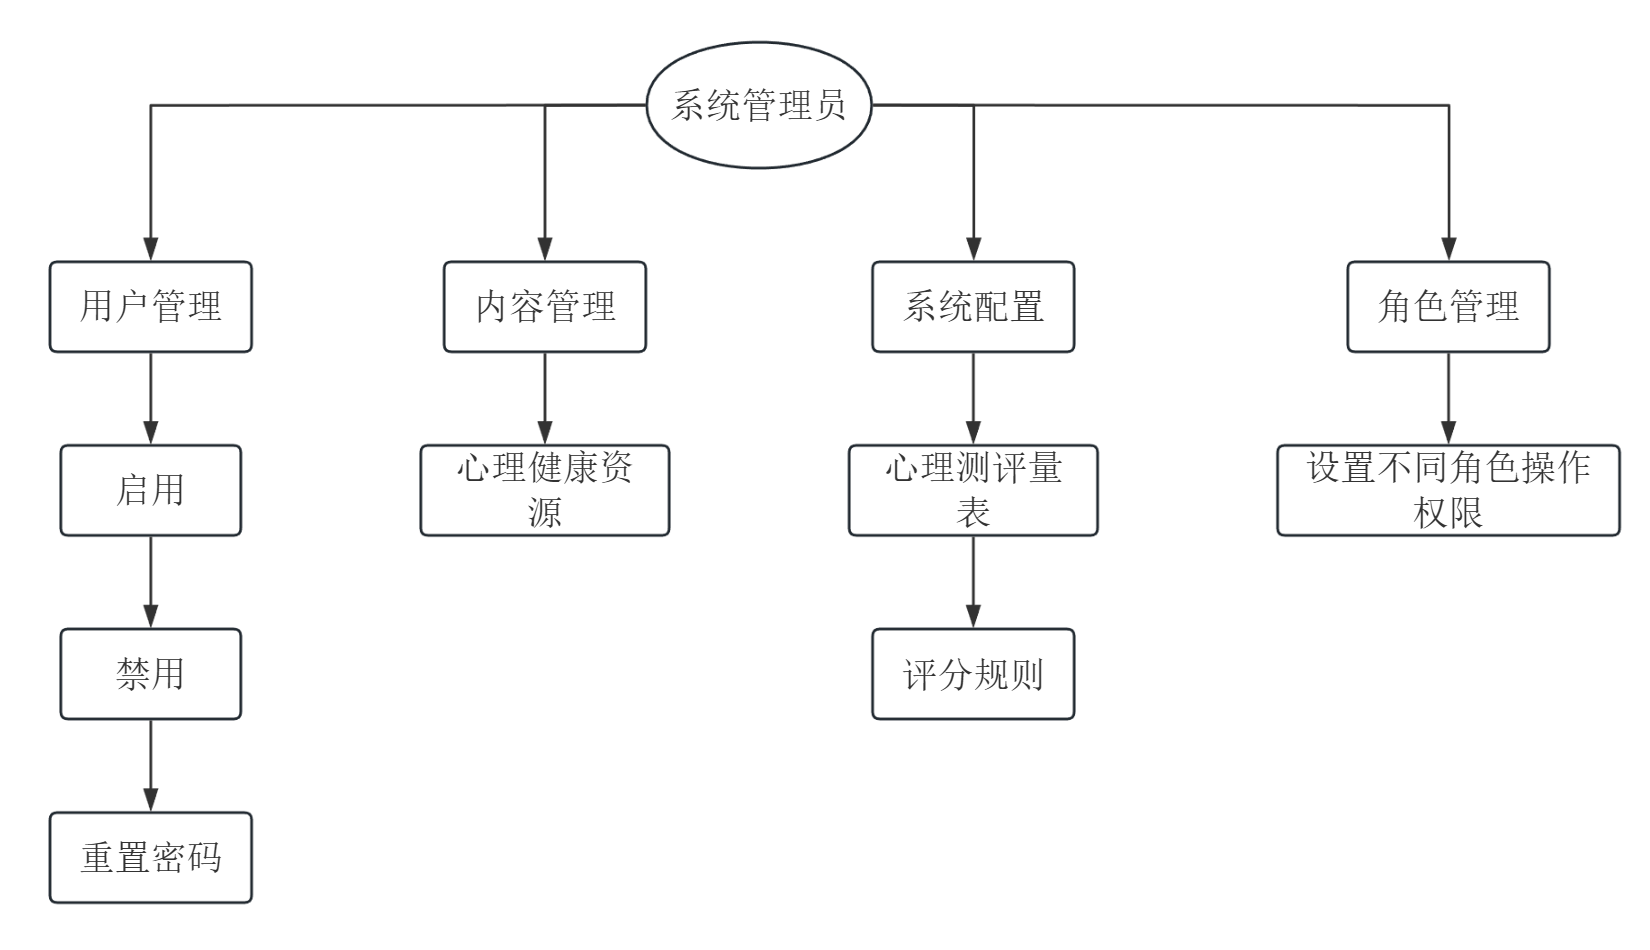 系统管理员
用户管理
内容管理
系统配置
角色管理
启用
心理健康资
源
心理测评量
表
设置不同角色操作
权限
禁用
评分规则
重置密码